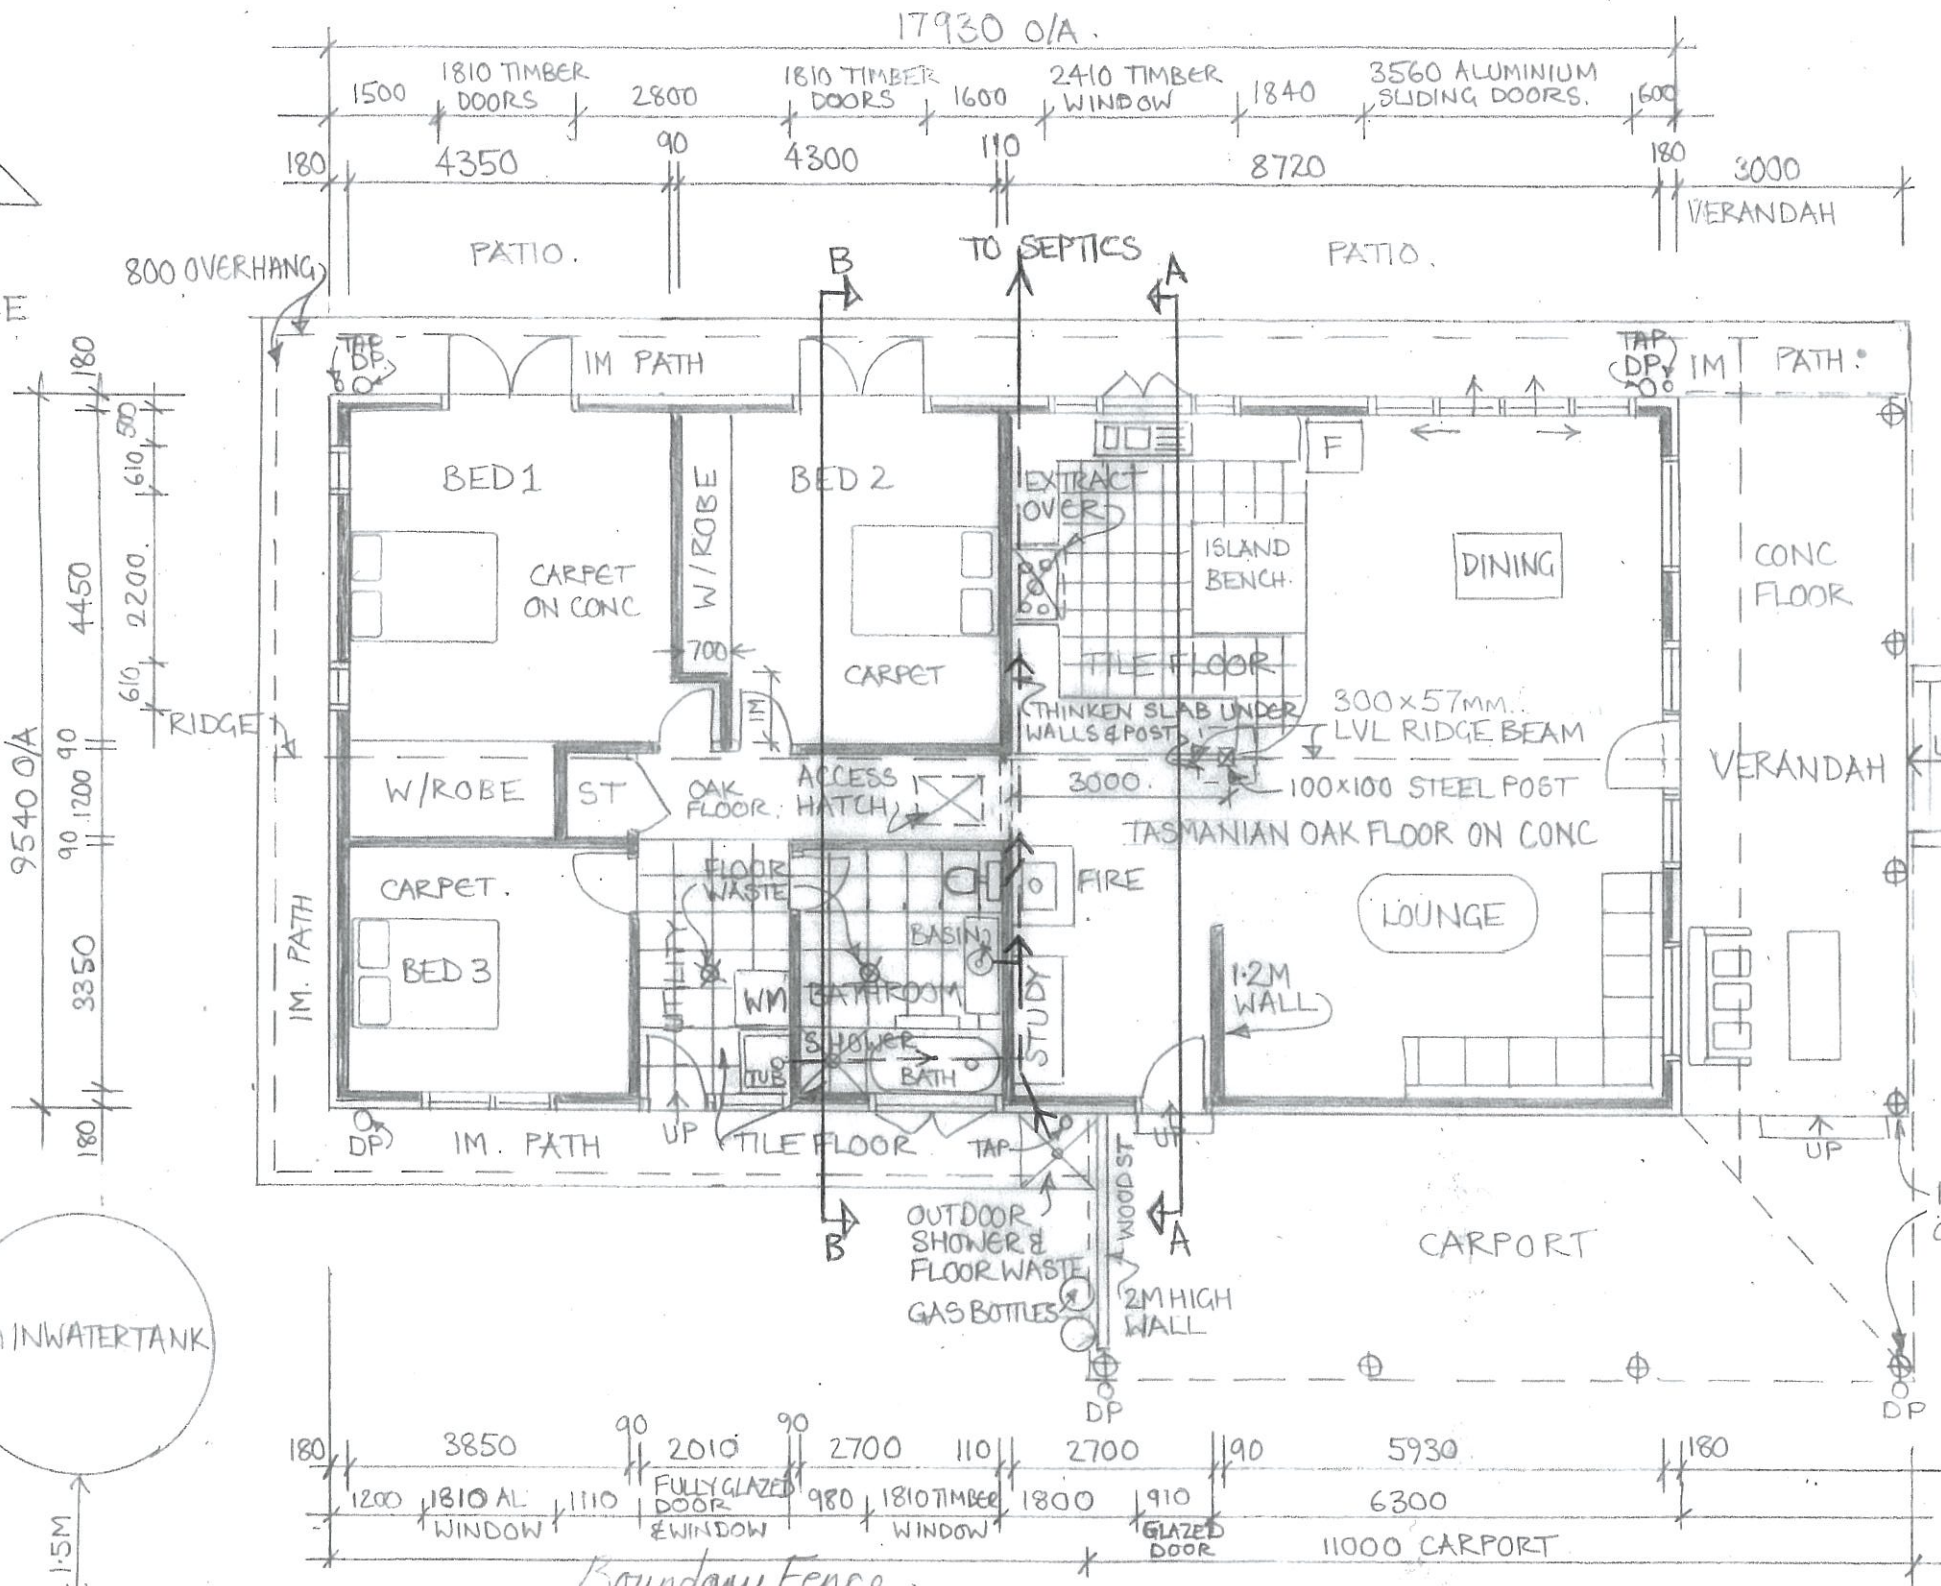 17930 O/A.
1500
1810 TIMBER
DOORS
2800
1810 TIMBER
DOORS
1600
2410 TIMBER
WINDOW
1840
3560 ALUMINIUM
SLIDING DOORS.
600
180
4350
90
4300
110
8720
180
3000
VERANDAH
PATIO.
TO SEPTICS
PATIO.
800 OVERHANG
B
A
E
TAP
DP.
1M PATH
TAP
DP
1M
PATH.
180
500
610
2200.
610
4450
90
1200
90
3350
180
9540 O/A
RIDGE
1M. PATH
BED 1
CARPET
ON CONC
W/ROBE
700
1M
BED 2
CARPET
EXTRACT
OVER
F
ISLAND
BENCH.
TILE FLOOR
DINING
CONC
FLOOR
THINKEN SLAB UNDER
WALLS & POST
300x57mm.
LVL RIDGE BEAM
3000.
100x100 STEEL POST
VERANDAH
TASMANIAN OAK FLOOR ON CONC
W/ROBE
ST
OAK
FLOOR.
ACCESS
HATCH
CARPET.
BED 3
FLOOR
WASTE
UTILITY
WM
TUB
BASIN
BATHROOM
SHOWER
BATH
FIRE
STUDY
LOUNGE
1.2M
WALL
DP
1M. PATH
UP
TILE FLOOR
TAP
UP
UP
WOOD ST
OUTDOOR
SHOWER &
FLOOR WASTE
GAS BOTTLES
2M HIGH
WALL
B
A
CARPORT
INWATERTANK
DP
DP
180
3850
90
2010
90
2700
110
2700
90
5930
180
1200
1810 AL
WINDOW
1110
FULLY GLAZED
DOOR
& WINDOW
980
1810 TIMBER
WINDOW
1800
910
GLAZED
DOOR
6300
11000 CARPORT
1.5M
Boundary Fence.